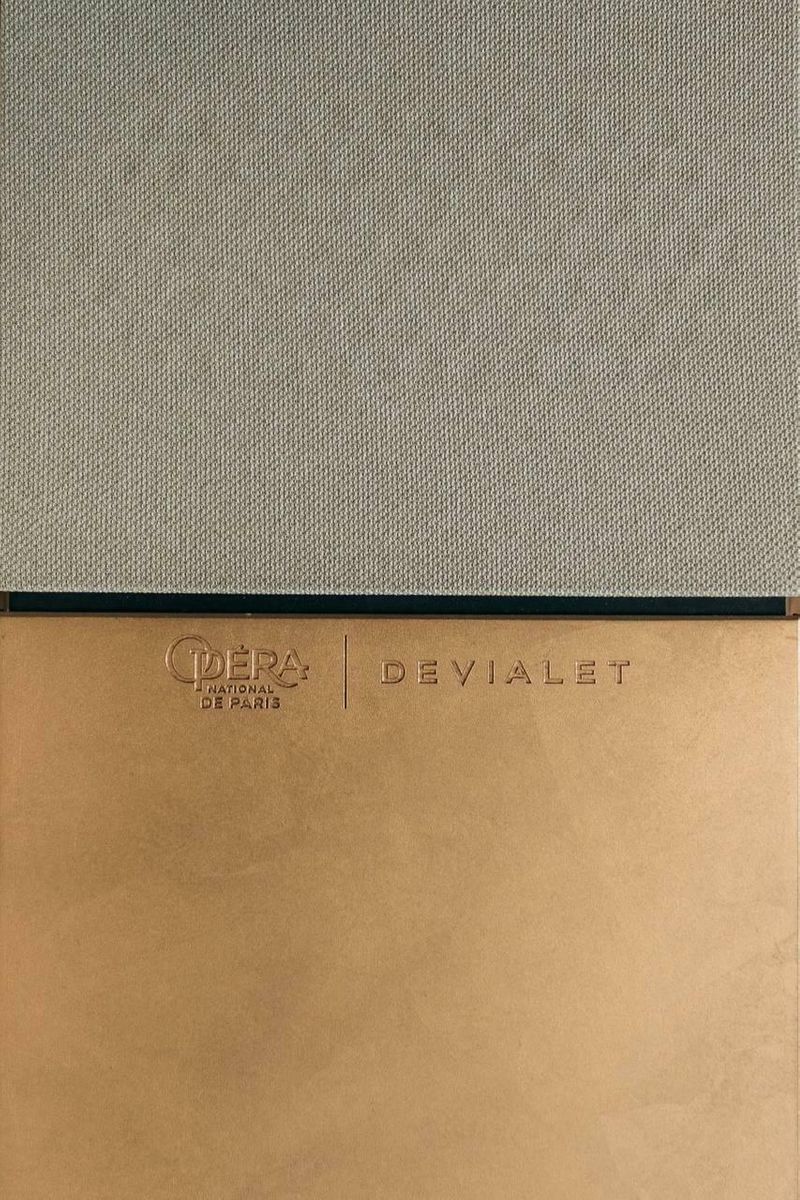 OPÉRA
NATIONAL
DE PARIS
DEVIALET